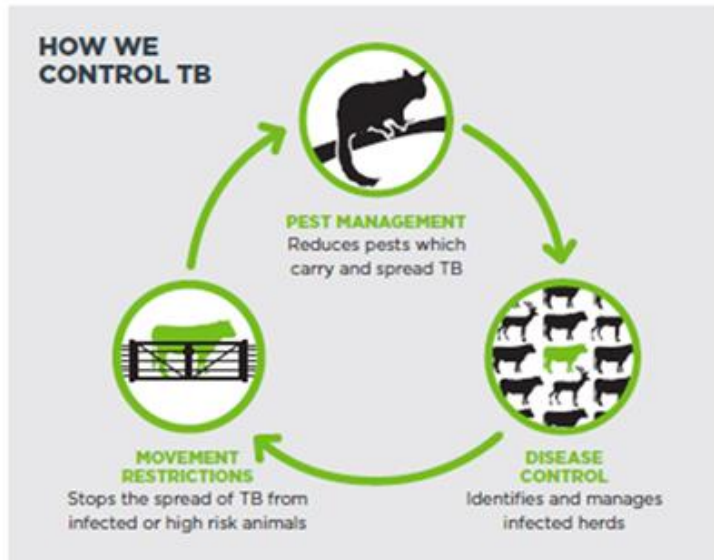 HOW WE
CONTROL TB
PEST MANAGEMENT
Reduces pests which
carry and spread TB
MOVEMENT
RESTRICTIONS
Stops the spread of TB from
infected or high risk animals
DISEASE
CONTROL
Identifies and manages
infected herds